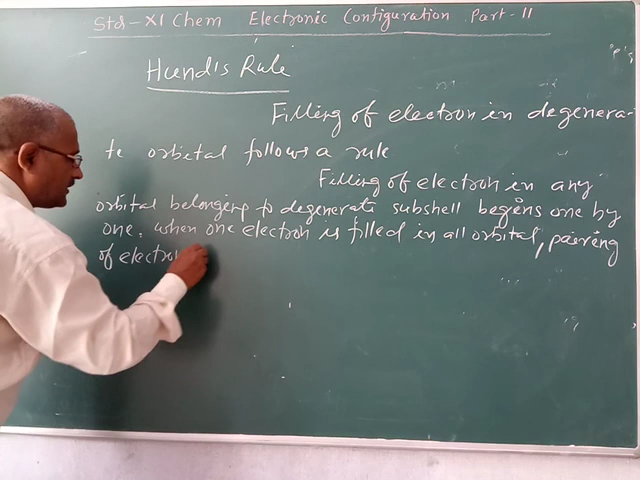 Std - XI Chem Electronic Configuration Part - II
Hund's Rule
Filling of electron in degenera-
te orbital follows a rule
Filling of electron in any
orbital belonging to degenerate subshell begins one by
one, when one electron is filled in all orbital, pairing
of electro